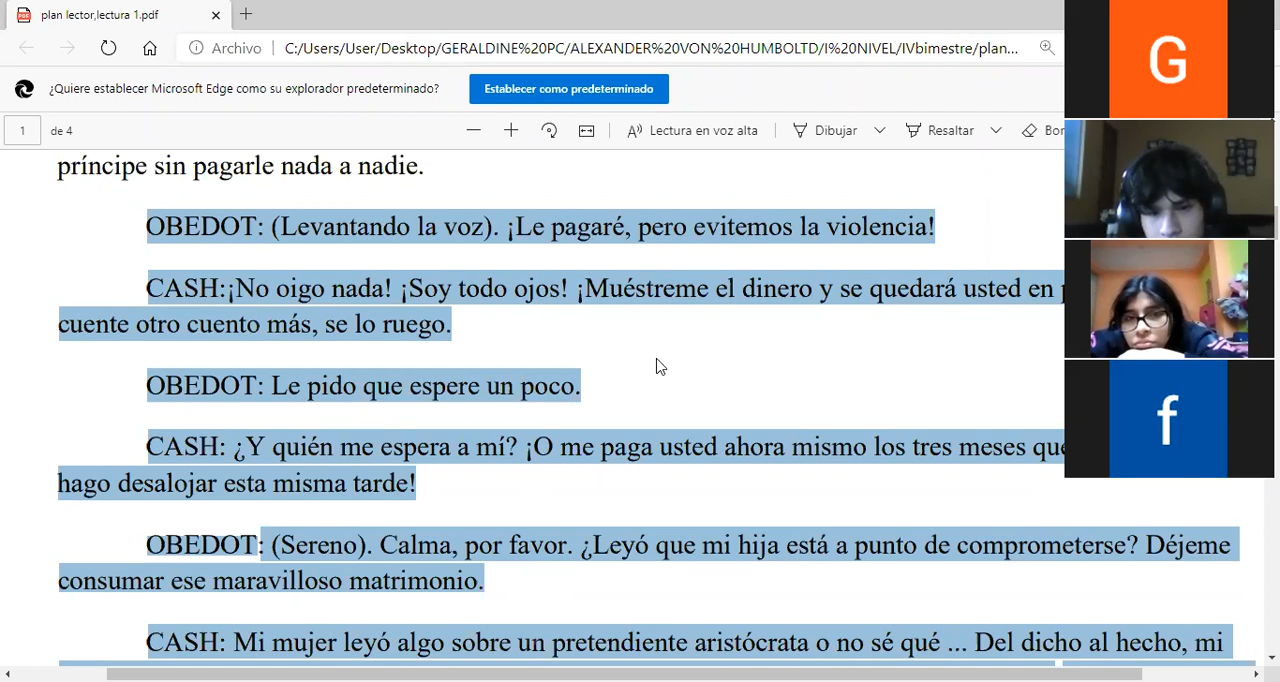 plan lector,lectura 1.pdf
Archivo
C:/Users/User/Desktop/GERALDINE%20PC/ALEXANDER%20VON%20HUMBOLTD/I%20NIVEL/IVbimestre/plan...
¿Quiere establecer Microsoft Edge como su explorador predeterminado?
Establecer como predeterminado
1 de 4
Lectura en voz alta
Dibujar
Resaltar
príncipe sin pagarle nada a nadie.
OBEDOT: (Levantando la voz). ¡Le pagaré, pero evitemos la violencia!
CASH:¡No oigo nada! ¡Soy todo ojos! ¡Muéstreme el dinero y se quedará usted en
cuente otro cuento más, se lo ruego.
OBEDOT: Le pido que espere un poco.
CASH: ¿Y quién me espera a mí? ¡O me paga usted ahora mismo los tres meses
hago desalojar esta misma tarde!
OBEDOT: (Sereno). Calma, por favor. ¿Leyó que mi hija está a punto de comprometerse? Déjeme
consumar ese maravilloso matrimonio.
CASH: Mi mujer leyó algo sobre un pretendiente aristócrata o no sé qué ... Del dicho al hecho, mi
G
f